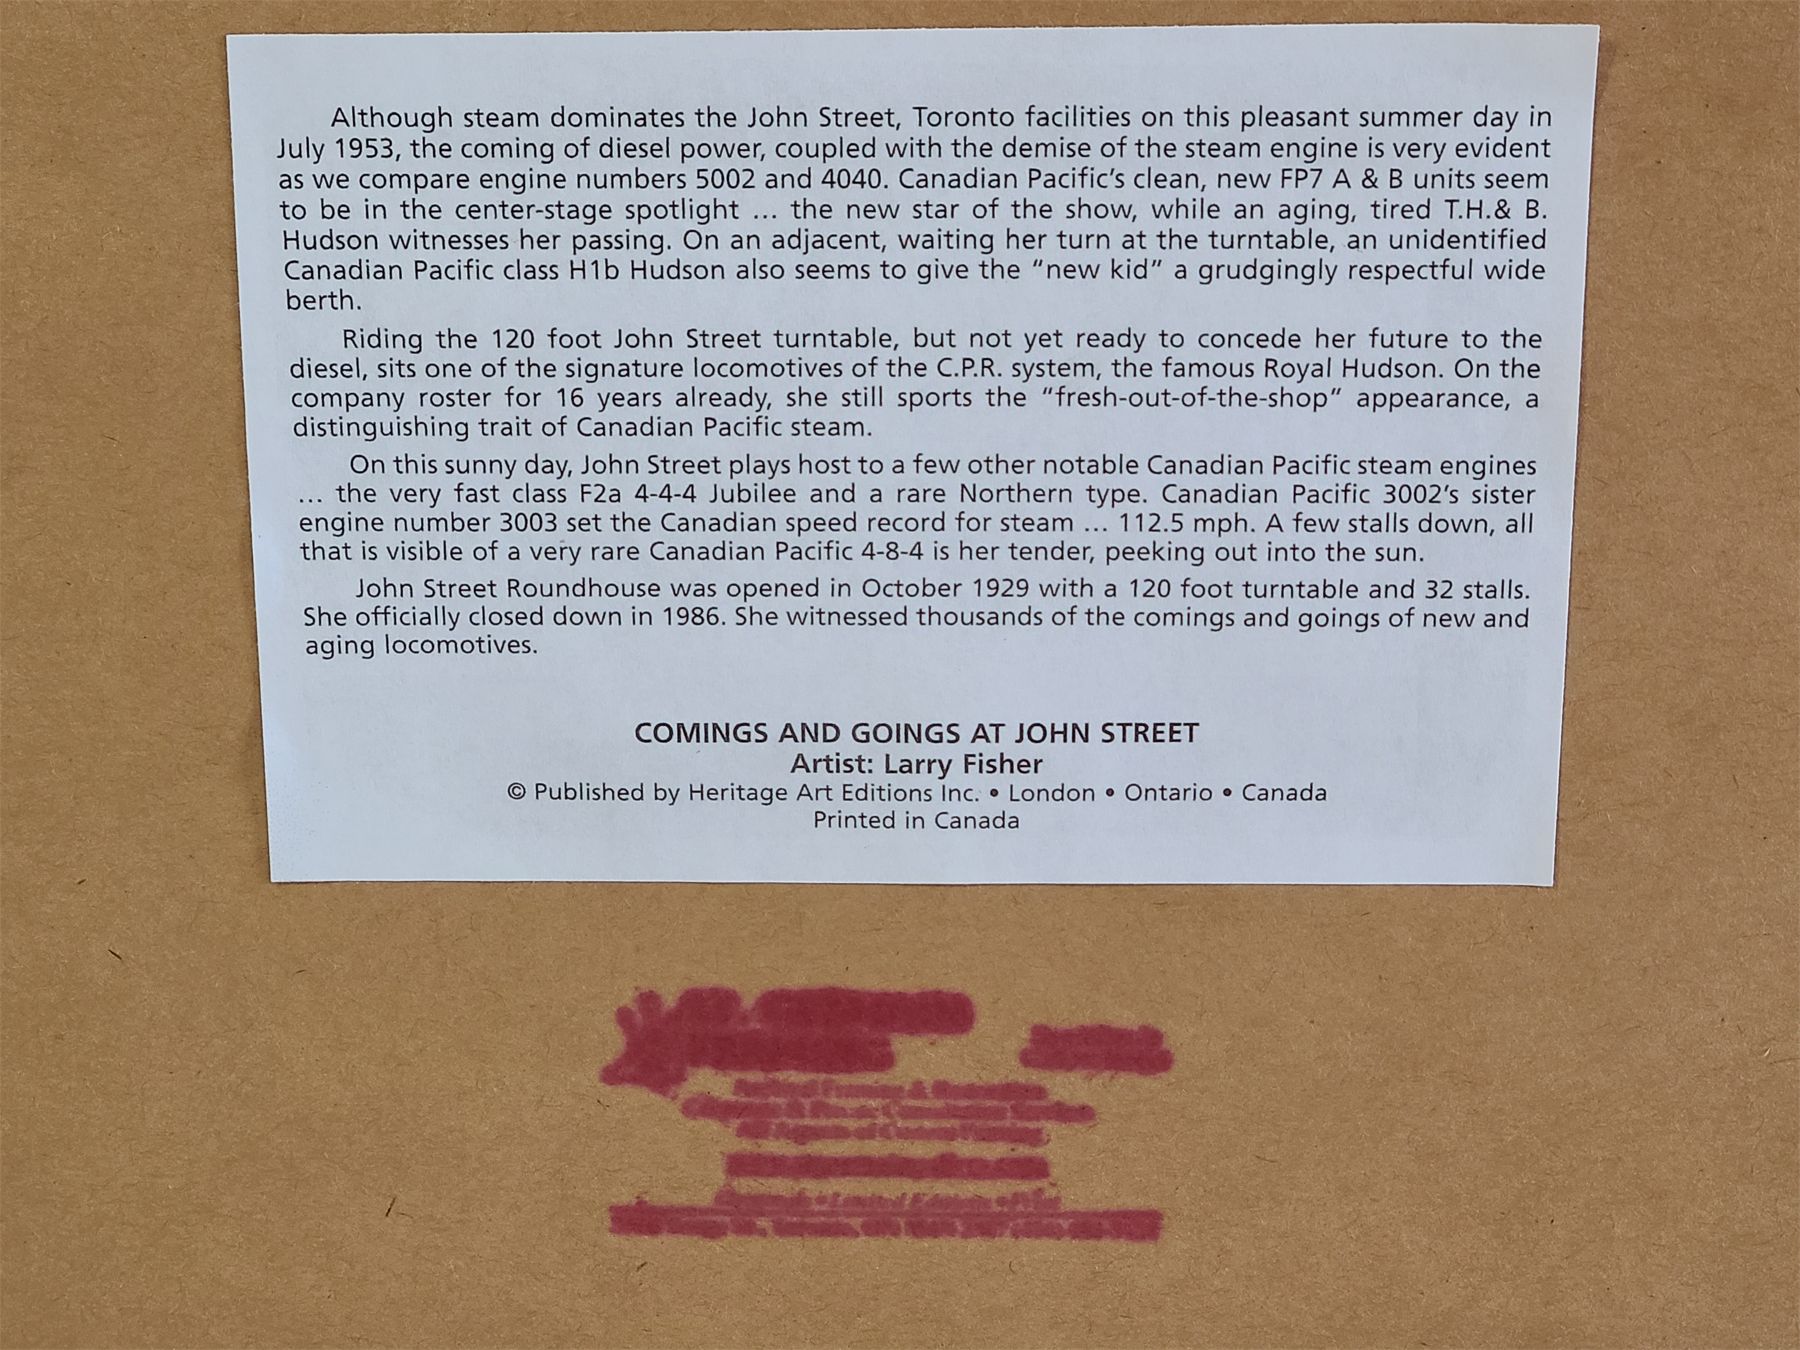 Although steam dominates the John Street, Toronto facilities on this pleasant summer day in
July 1953, the coming of diesel power, coupled with the demise of the steam engine is very evident
as we compare engine numbers 5002 and 4040. Canadian Pacific's clean, new FP7 A & B units seem
to be in the center-stage spotlight ... the new star of the show, while an aging, tired T.H.& B.
Hudson witnesses her passing. On an adjacent, waiting her turn at the turntable, an unidentified
Canadian Pacific class H1b Hudson also seems to give the "new kid" a grudgingly respectful wide
berth.
Riding the 120 foot John Street turntable, but not yet ready to concede her future to the
diesel, sits one of the signature locomotives of the C.P.R. system, the famous Royal Hudson. On the
company roster for 16 years already, she still sports the "fresh-out-of-the-shop" appearance, a
distinguishing trait of Canadian Pacific steam.
On this sunny day, John Street plays host to a few other notable Canadian Pacific steam engines
... the very fast class F2a 4-4-4 Jubilee and a rare Northern type. Canadian Pacific 3002's sister
engine number 3003 set the Canadian speed record for steam ... 112.5 mph. A few stalls down, all
that is visible of a very rare Canadian Pacific 4-8-4 is her tender, peeking out into the sun.
John Street Roundhouse was opened in October 1929 with a 120 foot turntable and 32 stalls.
She officially closed down in 1986. She witnessed thousands of the comings and goings of new and
aging locomotives.
COMINGS AND GOINGS AT JOHN STREET
Artist: Larry Fisher
© Published by Heritage Art Editions Inc. • London • Ontario • Canada
Printed in Canada